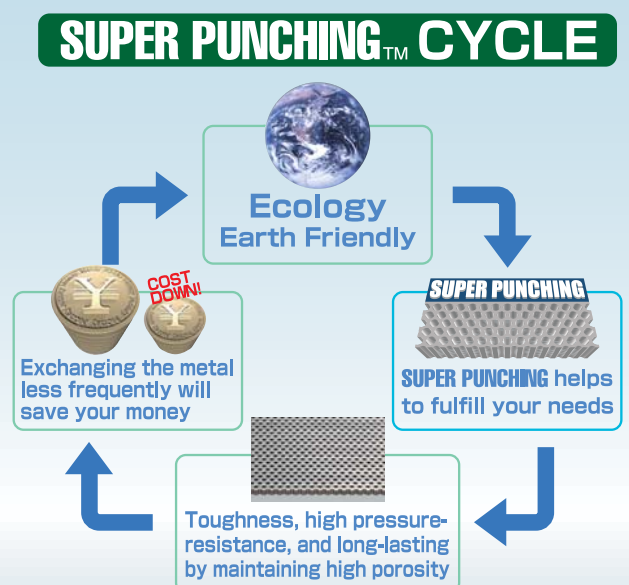 SUPER PUNCHING™ CYCLE
Ecology
Earth Friendly
SUPER PUNCHING
SUPER PUNCHING helps
to fulfill your needs
Toughness, high pressure-
resistance, and long-lasting
by maintaining high porosity
COST
DOWN!
¥
¥
Exchanging the metal
less frequently will
save your money